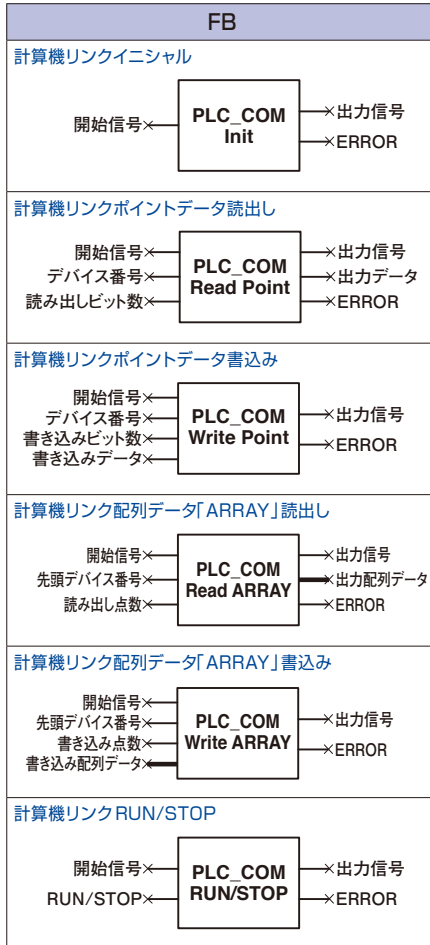 FB
計算機リンクイニシャル
開始信号
PLC_COM
Init
出力信号
ERROR
計算機リンクポイントデータ読出し
開始信号
デバイス番号
読み出しビット数
PLC_COM
Read Point
出力信号
出力データ
ERROR
計算機リンクポイントデータ書込み
開始信号
デバイス番号
書き込みビット数
書き込みデータ
PLC_COM
Write Point
出力信号
ERROR
計算機リンク配列データ「ARRAY」読出し
開始信号
先頭デバイス番号
読み出し点数
PLC_COM
Read ARRAY
出力信号
出力配列データ
ERROR
計算機リンク配列データ「ARRAY」書込み
開始信号
先頭デバイス番号
書き込み点数
書き込み配列データ
PLC_COM
Write ARRAY
出力信号
ERROR
計算機リンクRUN/STOP
開始信号
RUN/STOP
PLC_COM
RUN/STOP
出力信号
ERROR